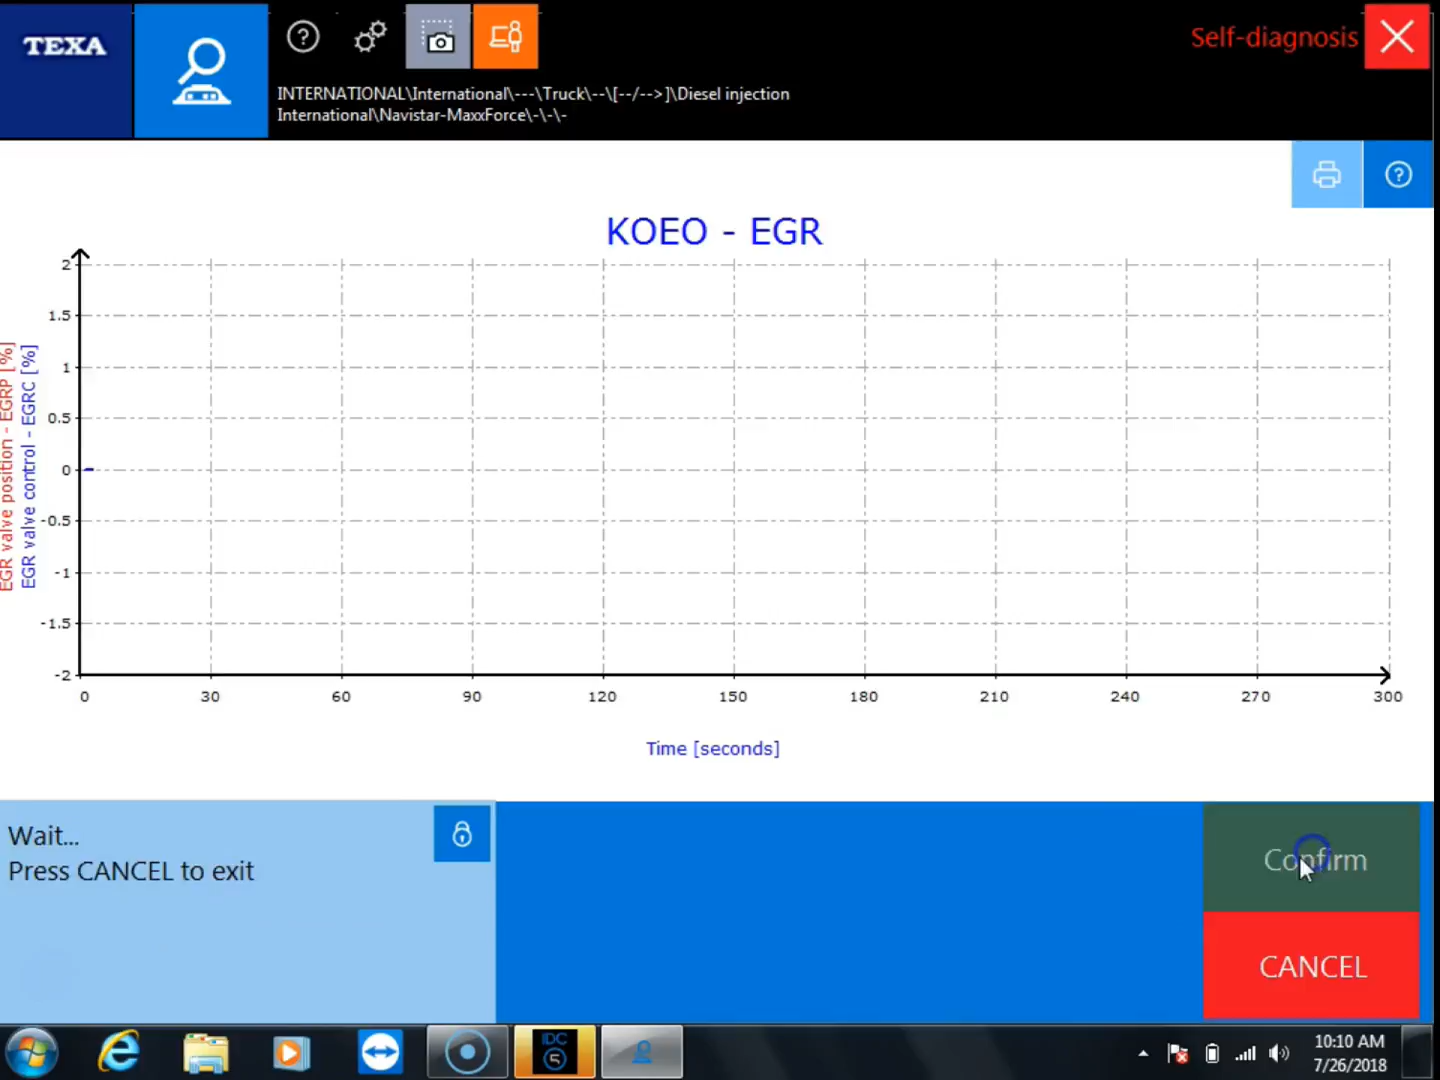 TEXA
Self-diagnosis
INTERNATIONAL\International\---\Truck\--\[--/-->]\Diesel injection
International\Navistar-MaxxForce\-\-\-
KOEO - EGR
EGR valve position - EGRP [%]
EGR valve control - EGRC [%]
2
1.5
1
0.5
0
-0.5
-1
-1.5
-2
0 30 60 90 120 150 180 210 240 270 300
Time [seconds]
Wait...
Press CANCEL to exit
Confirm
CANCEL
IDC
5
10:10 AM
7/26/2018